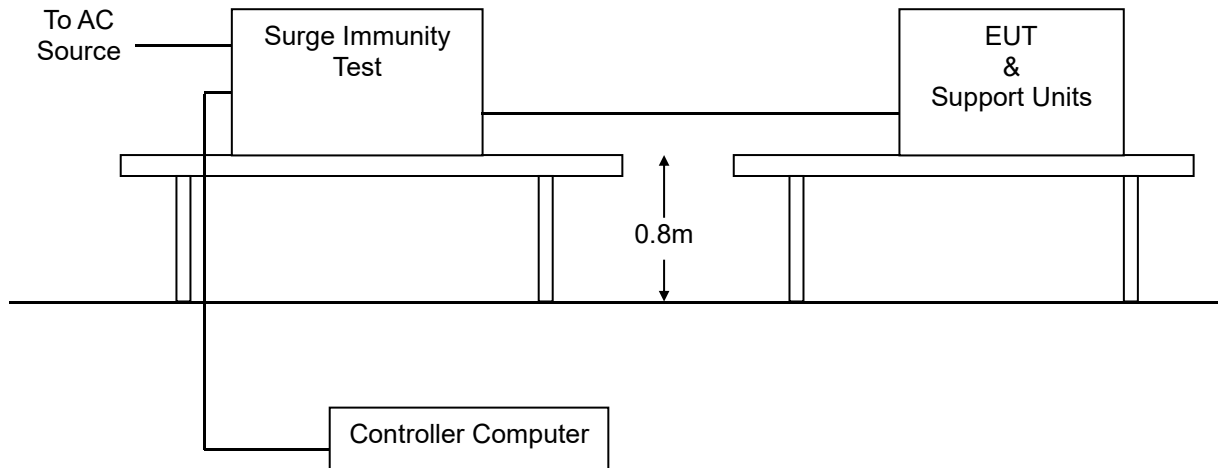 To AC
Source
Surge Immunity
Test
EUT
&
Support Units
0.8m
Controller Computer